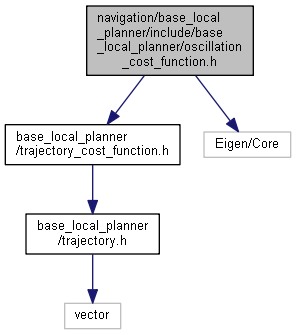 navigation/base_local
_planner/include/base
_local_planner/oscillation
_cost_function.h
base_local_planner
/trajectory_cost_function.h
Eigen/Core
base_local_planner
/trajectory.h
vector